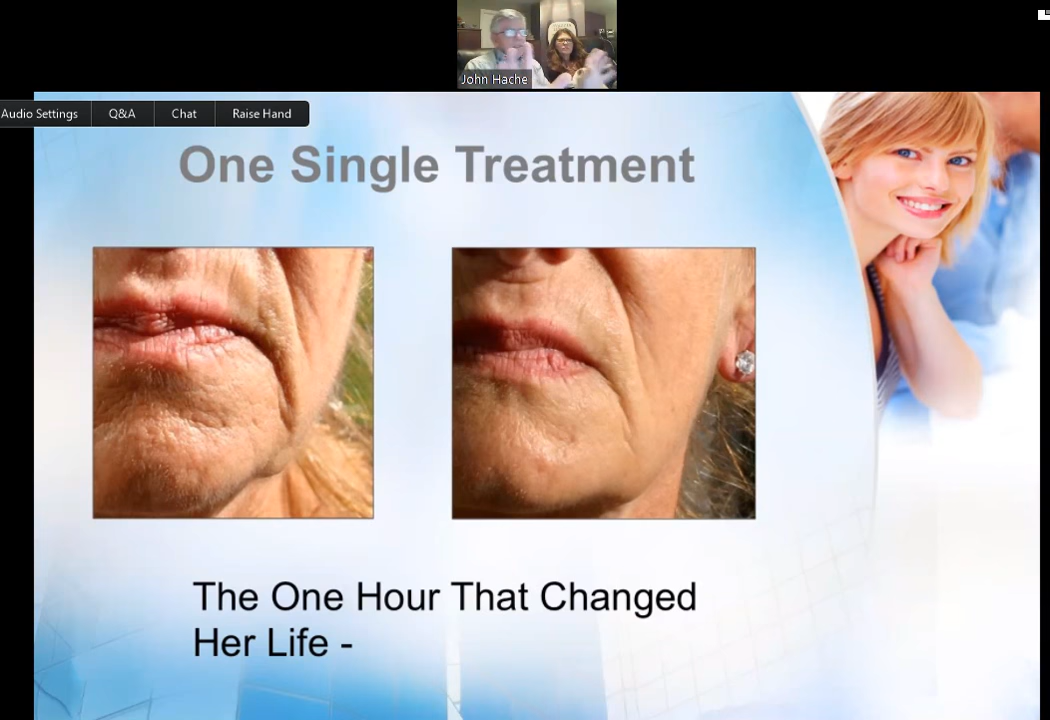 John Hache
Audio Settings Q&A Chat Raise Hand
One Single Treatment
The One Hour That Changed
Her Life -